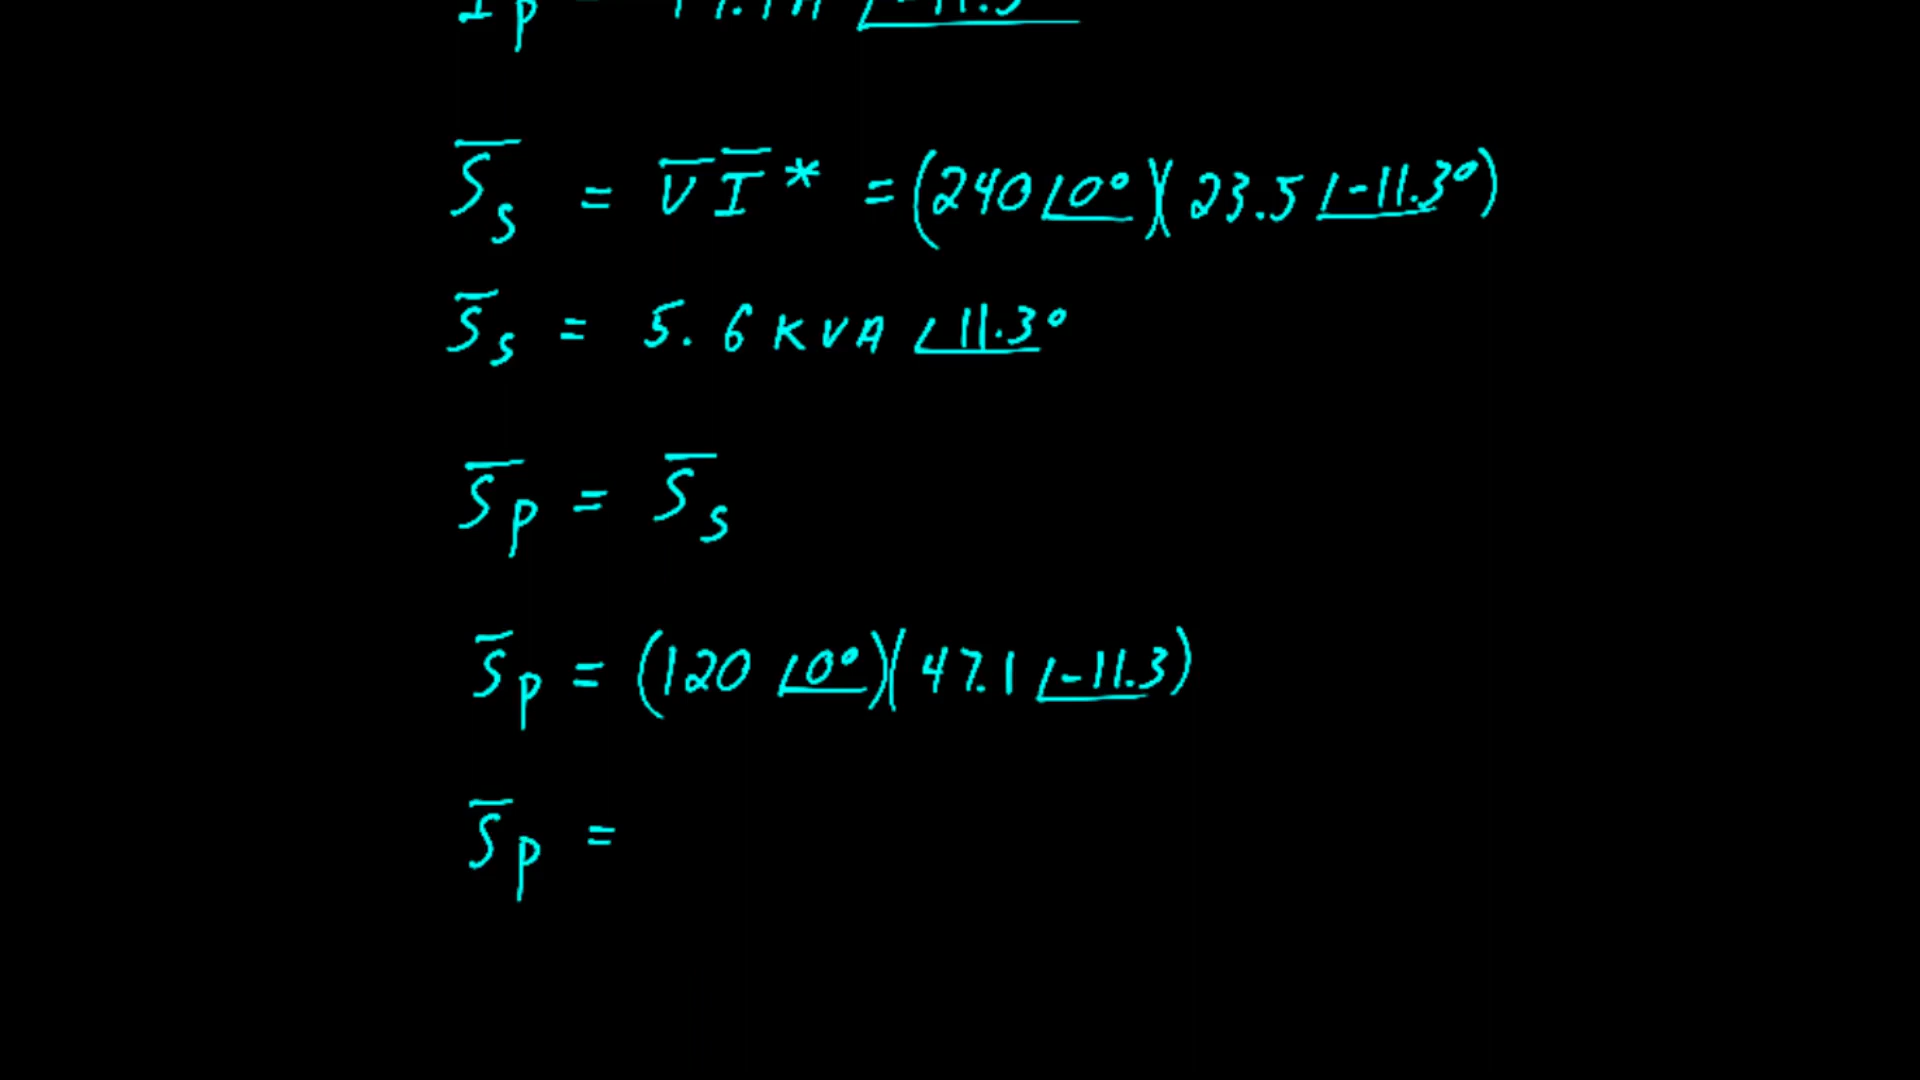 S̅s = V̅ I̅* = (240∠0°)(23.5∠-11.3°)
S̅s = 5.6 KVA ∠11.3°
S̅p = S̅s
S̅p = (120∠0°)(47.1∠-11.3)
S̅p =